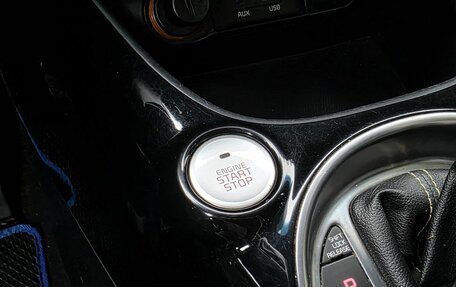 AUX USB
ENGINE
START
STOP
SHIFT
LOCK
RELEASE
P